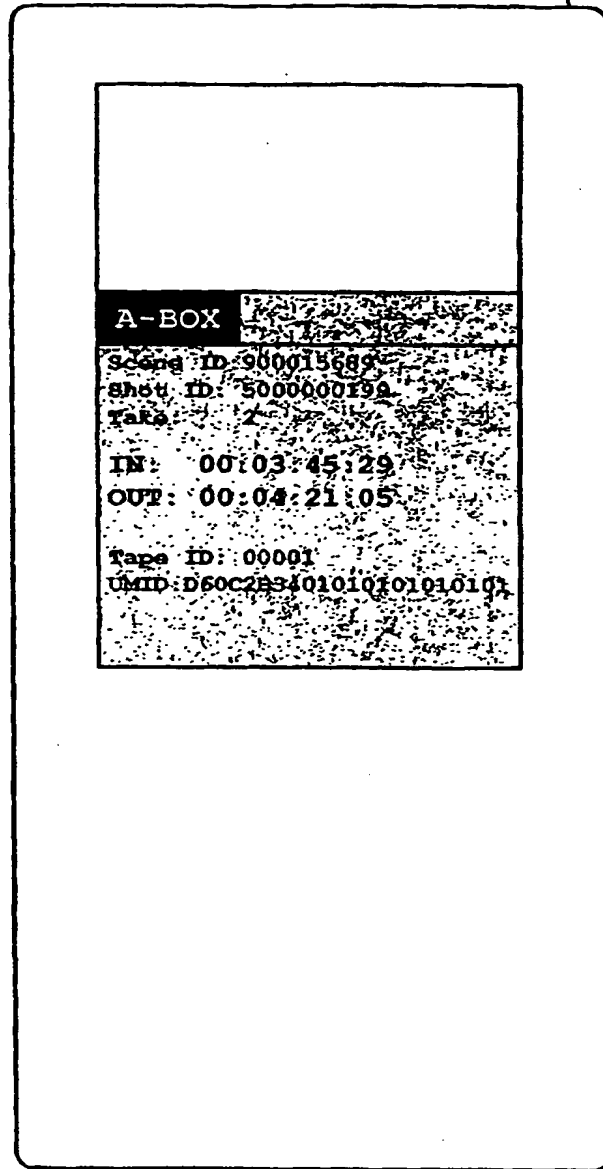 A-BOX
Scene ID:900015689
Shot ID: 5000000199
Take: 2
IN: 00:03:45:29
OUT: 00:04:21:05
Tape ID: 00001
UMID:D60C2B3401010101010101